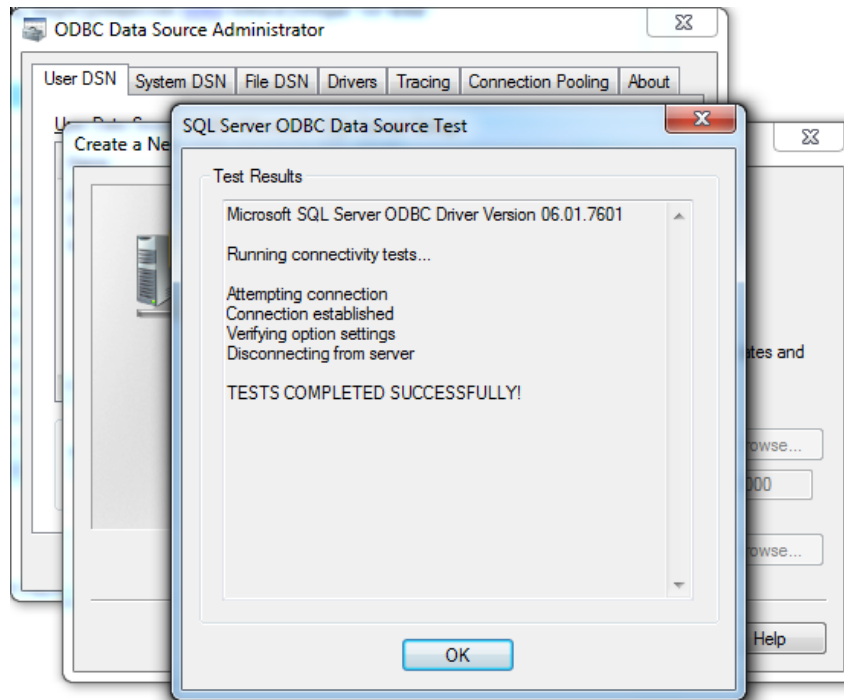 ODBC Data Source Administrator
User DSN System DSN File DSN Drivers Tracing Connection Pooling About
SQL Server ODBC Data Source Test
Create a Ne
Test Results
Microsoft SQL Server ODBC Driver Version 06.01.7601
Running connectivity tests...
Attempting connection
Connection established
Verifying option settings
Disconnecting from server
ates and
TESTS COMPLETED SUCCESSFULLY!
owse...
000
owse...
Help
OK